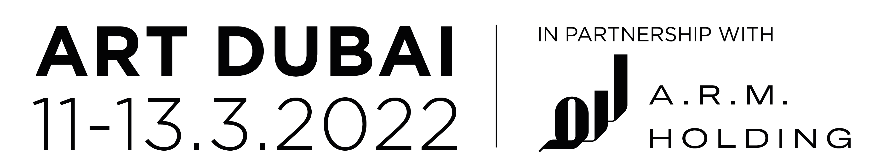 ART DUBAI
11-13.3.2022
IN PARTNERSHIP WITH
A.R.M.
HOLDING